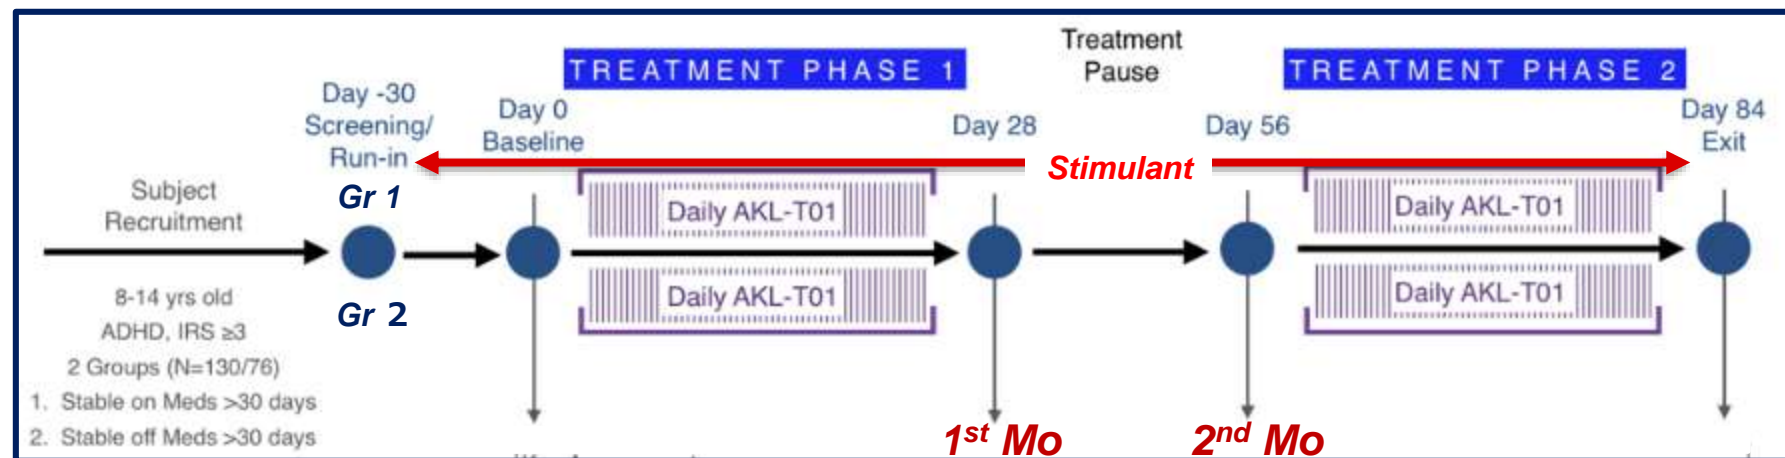 Treatment
Pause
TREATMENT PHASE 1
TREATMENT PHASE 2
Day -30
Screening/
Run-in
Day 0
Baseline
Day 28
Day 56
Day 84
Exit
Stimulant
Subject
Recruitment
Gr 1
Daily AKL-T01
Daily AKL-T01
Daily AKL-T01
Daily AKL-T01
Gr 2
8-14 yrs old
ADHD, IRS ≥3
2 Groups (N=130/76)
1. Stable on Meds >30 days
2. Stable off Meds >30 days
1st Mo
2nd Mo